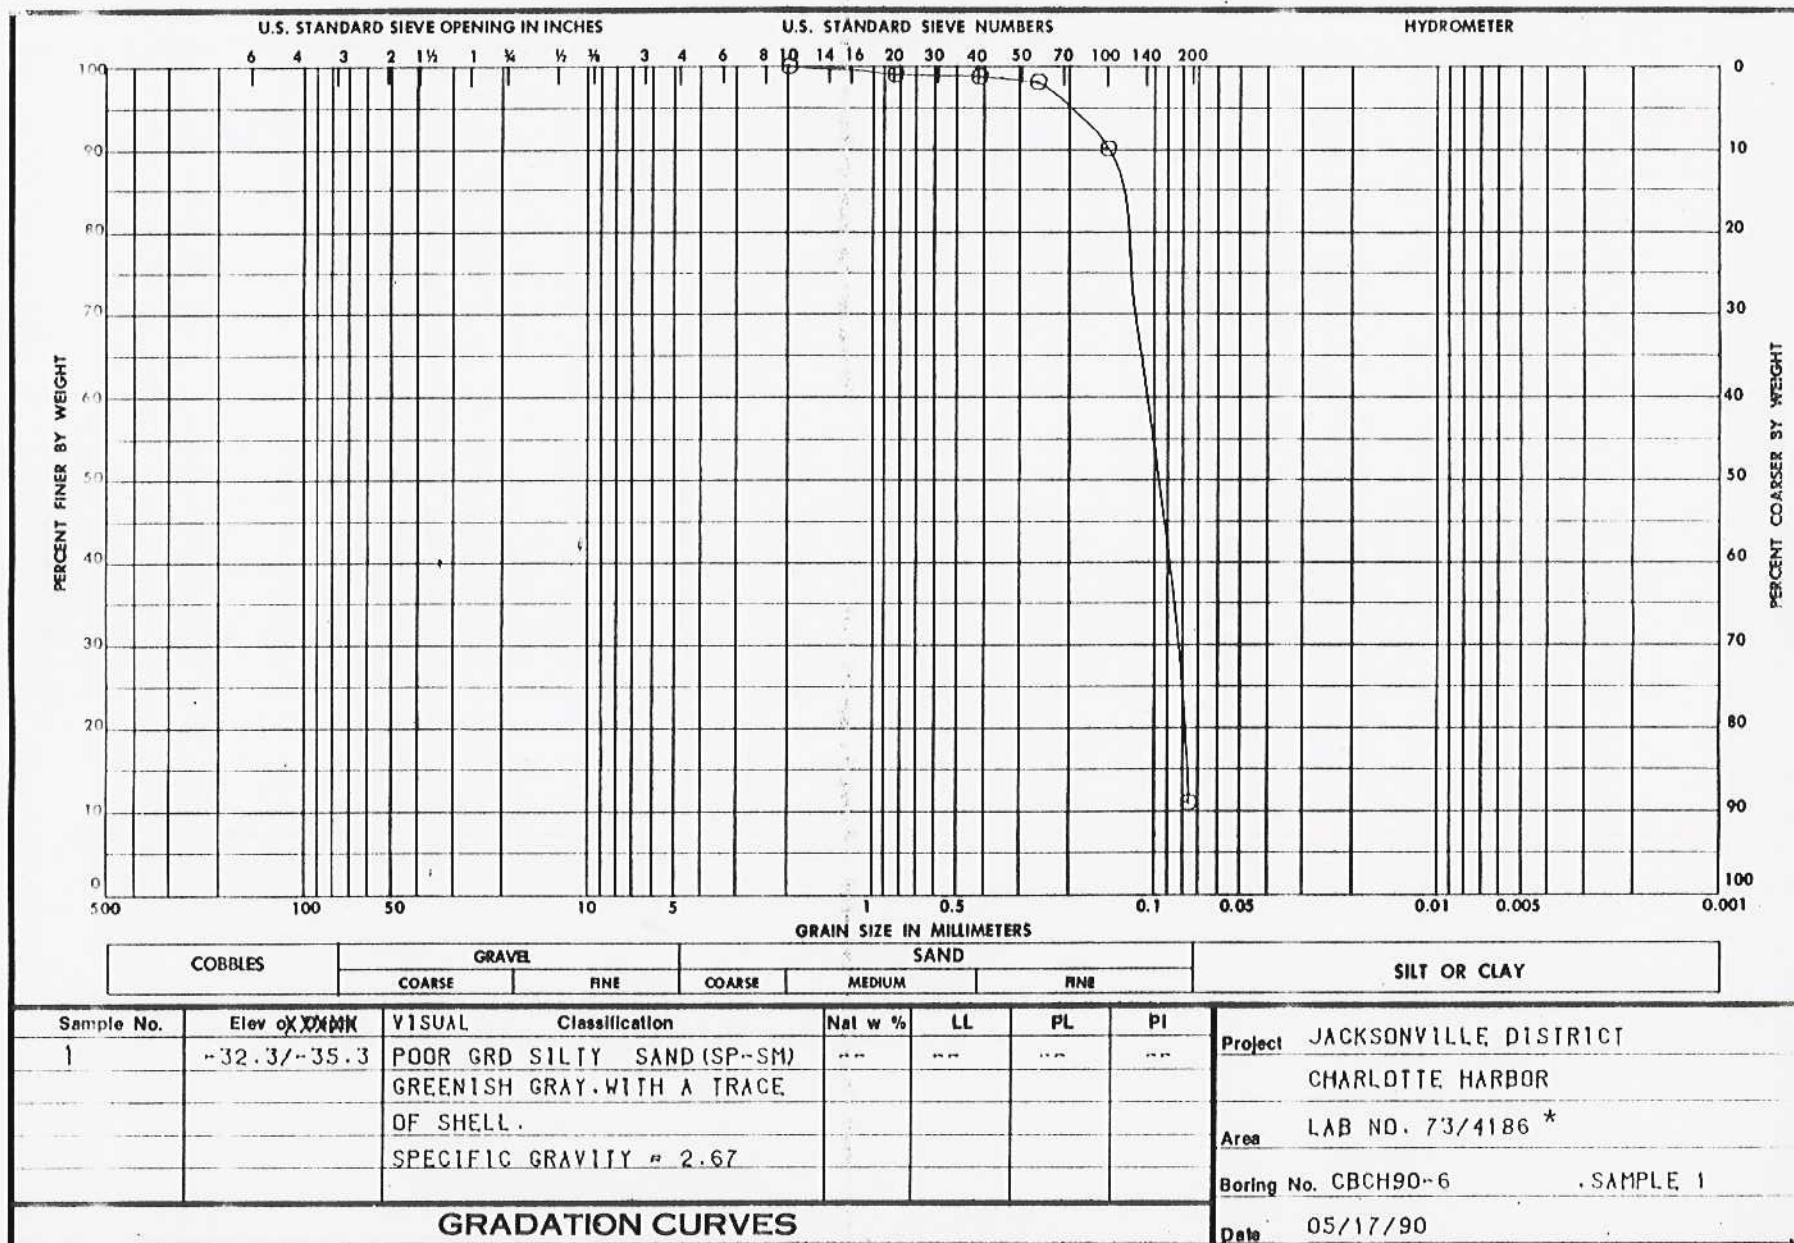 U.S. STANDARD SIEVE OPENING IN INCHES U.S. STANDARD SIEVE NUMBERS HYDROMETER
6 4 3 2 1½ 1 ¾ ½ ⅜ 3 4 6 8 10 14 16 20 30 40 50 70 100 140 200
100 0
90 10
80 20
70 30
60 40
50 50
40 60
30 70
20 80
10 90
0 100
PERCENT FINER BY WEIGHT
PERCENT COARSER BY WEIGHT
500 100 50 10 5 1 0.5 0.1 0.05 0.01 0.005 0.001
GRAIN SIZE IN MILLIMETERS
COBBLES GRAVEL SAND SILT OR CLAY
COARSE FINE COARSE MEDIUM FINE
Sample No. Elev VISUAL Classification Nat w % LL PL PI
1 -32.3/-35.3 POOR GRD SILTY SAND(SP-SM) -- -- -- --
GREENISH GRAY.WITH A TRACE
OF SHELL.
SPECIFIC GRAVITY = 2.67
GRADATION CURVES
Project JACKSONVILLE DISTRICT
CHARLOTTE HARBOR
Area LAB NO. 73/4186 *
Boring No. CBCH90-6 .SAMPLE 1
Date 05/17/90